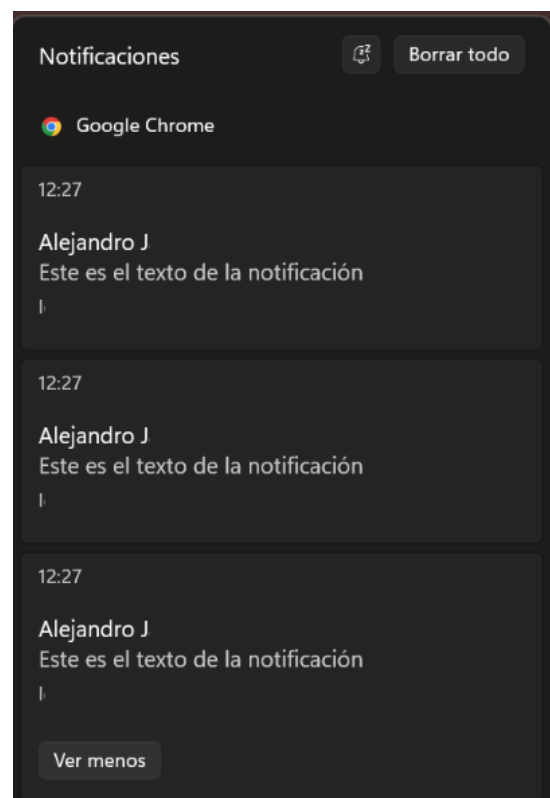 Notificaciones
Borrar todo
Google Chrome
12:27
Alejandro J
Este es el texto de la notificación
12:27
Alejandro J
Este es el texto de la notificación
12:27
Alejandro J
Este es el texto de la notificación
Ver menos